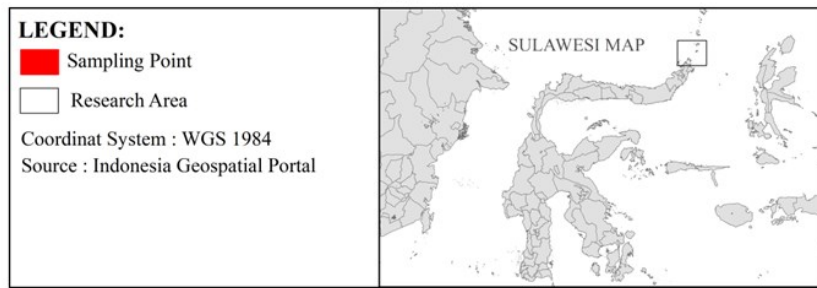 LEGEND:
Sampling Point
Research Area
Coordinat System : WGS 1984
Source : Indonesia Geospatial Portal
SULAWESI MAP